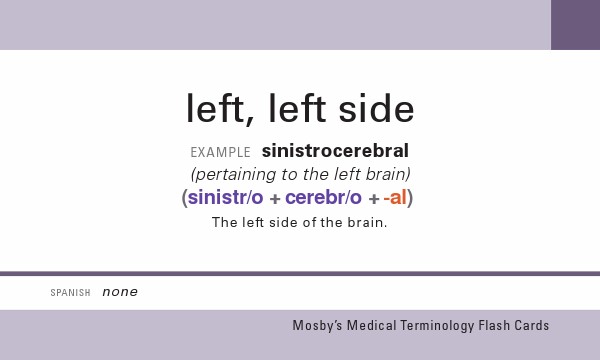 left, left side
EXAMPLE sinistrocerebral
(pertaining to the left brain)
(sinistr/o + cerebr/o + -al)
The left side of the brain.
SPANISH none
Mosby's Medical Terminology Flash Cards